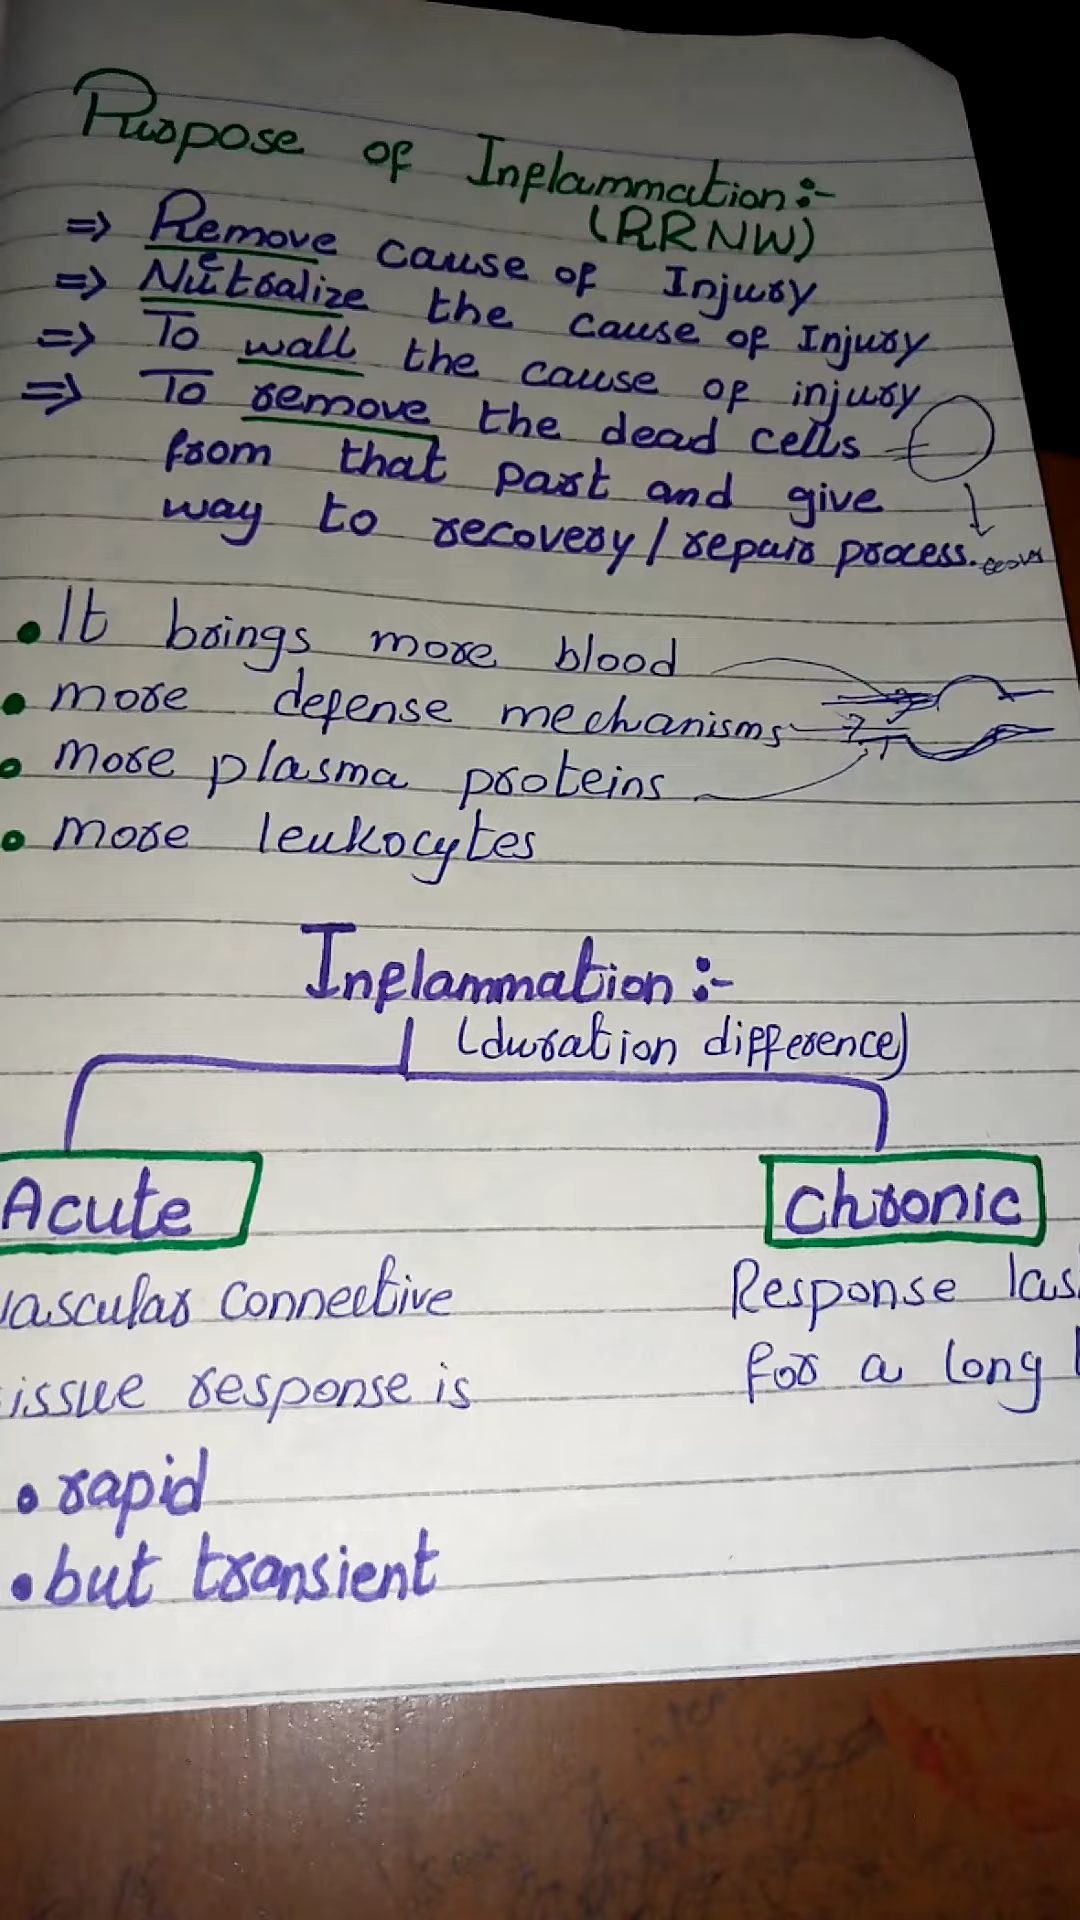 Purpose of Inflammation:-
(RRNW)
⇒ Remove cause of Injury
⇒ Nuetralize the cause of Injury
⇒ To wall the cause of injury
⇒ To remove the dead cells
from that part and give
way to recovery/repair process.
• It brings more blood
• more defense mechanisms
• more plasma proteins
• more leukocytes
Inflammation :-
(duration difference)
Acute
Chronic
vascular connective
Response las
issue response is
for a long
• rapid
• but transient